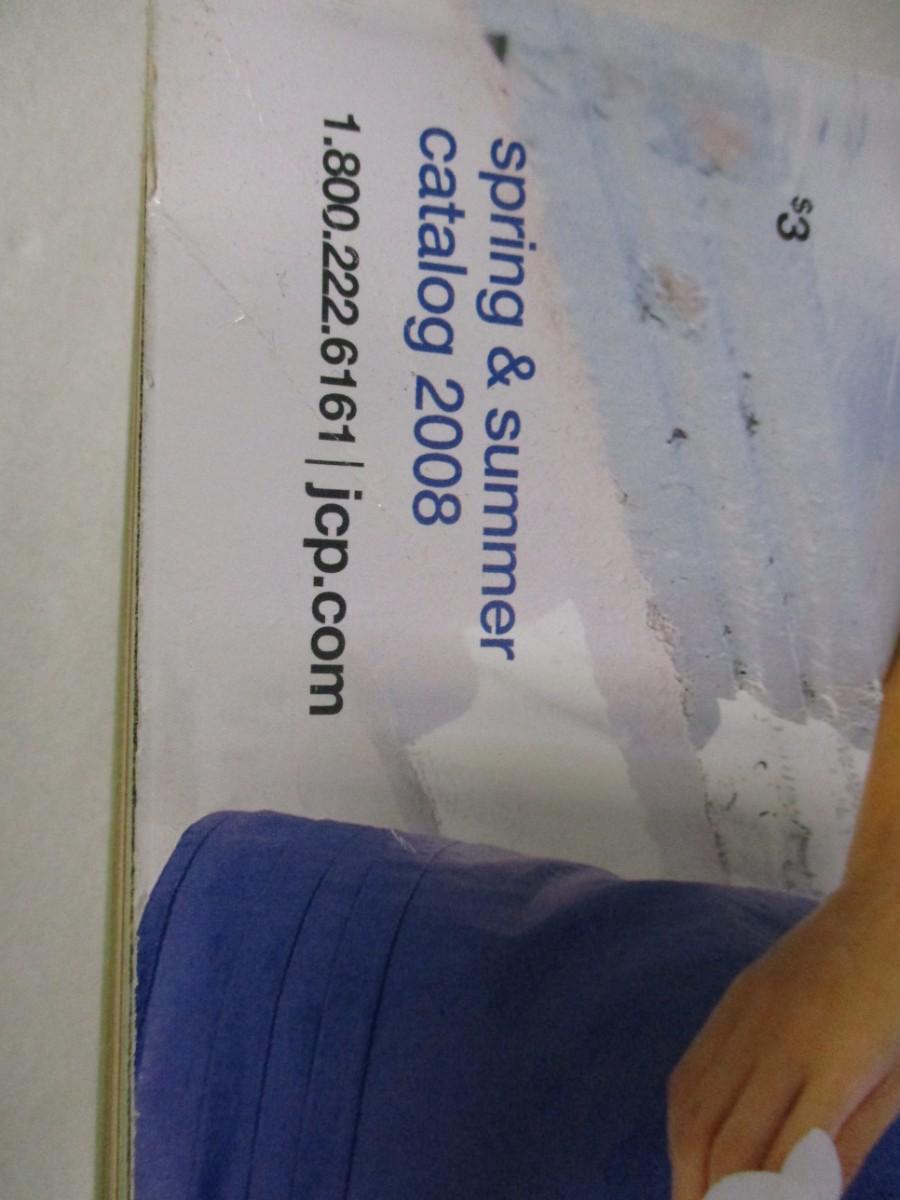 $3
spring & summer
catalog 2008
1.800.222.6161 | jcp.com